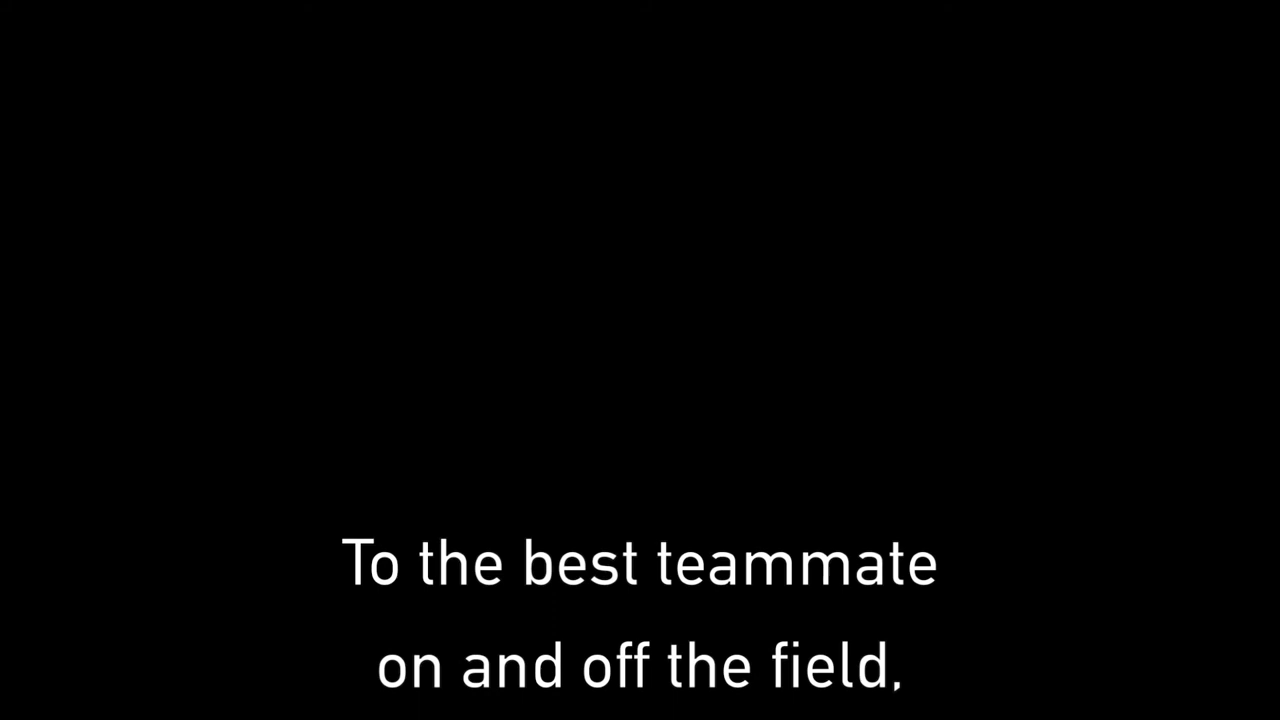 To the best teammate
on and off the field,